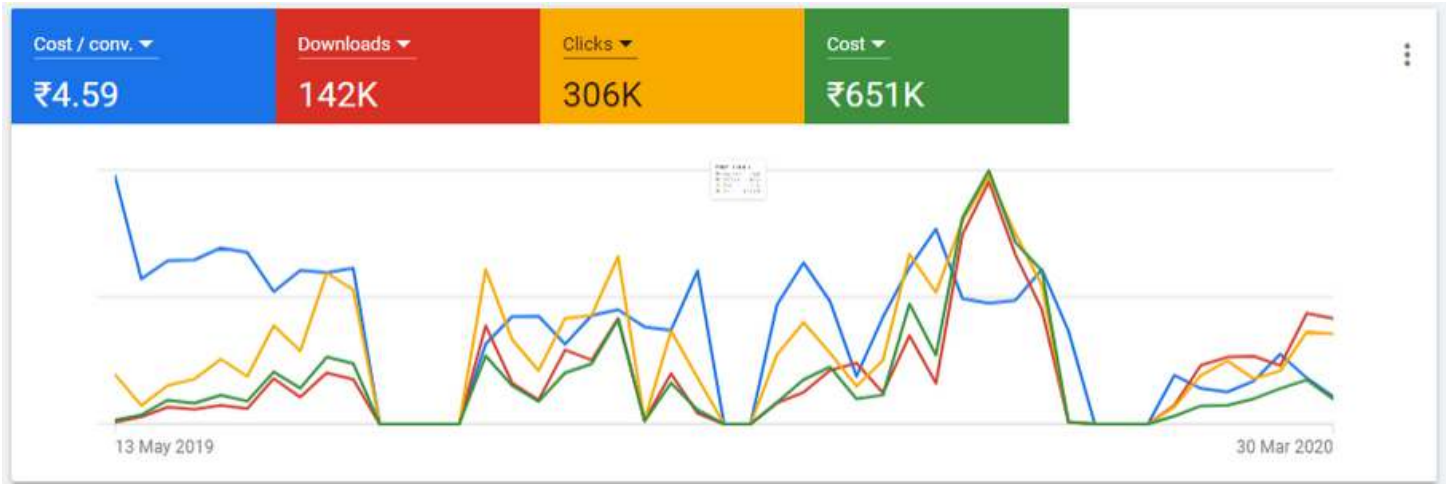 Cost / conv.
Downloads
Clicks
Cost
₹4.59
142K
306K
₹651K
13 May 2019
30 Mar 2020